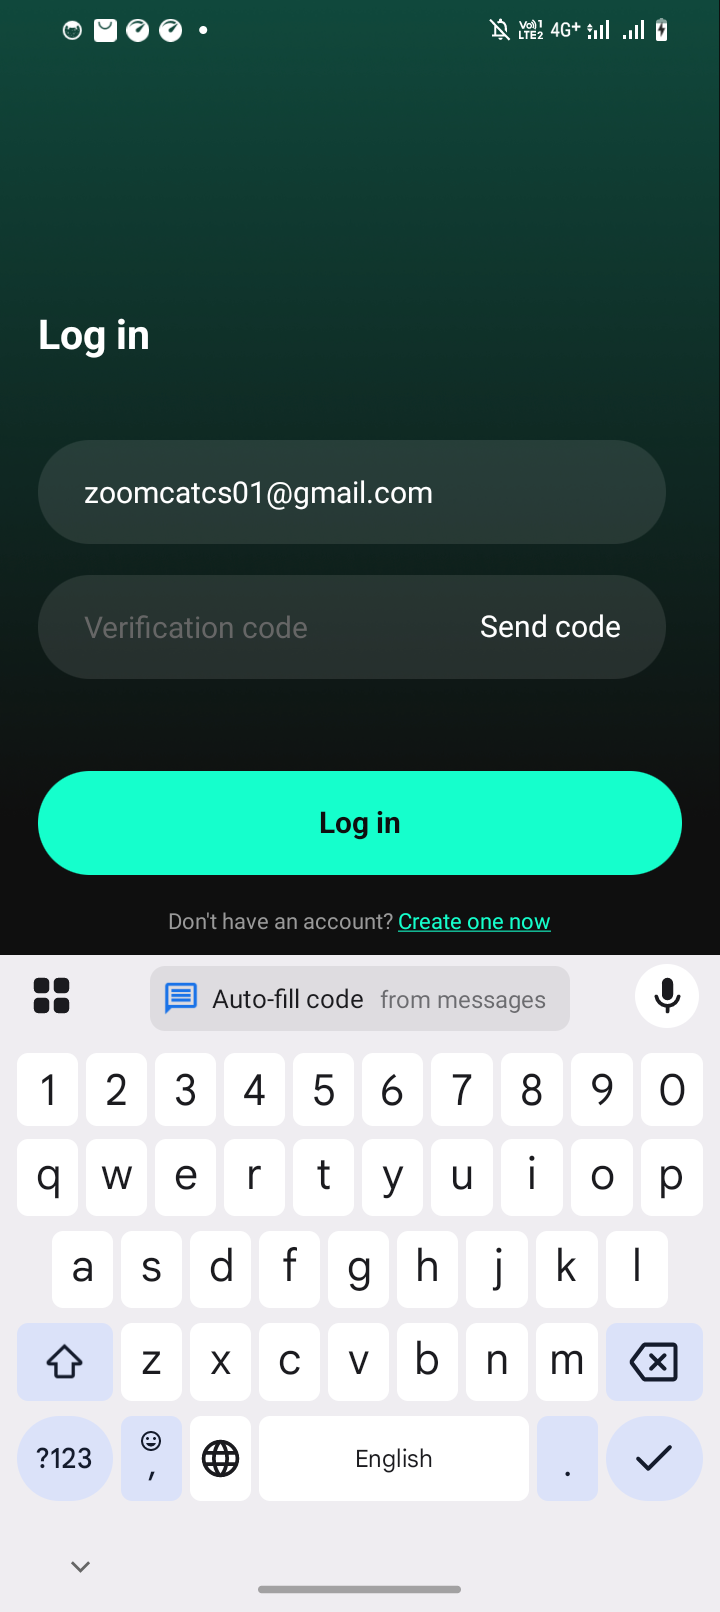 Vo)) 1 LTE2 4G+
Log in
zoomcatcs01@gmail.com
Verification code Send code
Log in
Don't have an account? Create one now
Auto-fill code from messages
1 2 3 4 5 6 7 8 9 0
q w e r t y u i o p
a s d f g h j k l
z x c v b n m
?123 , English .